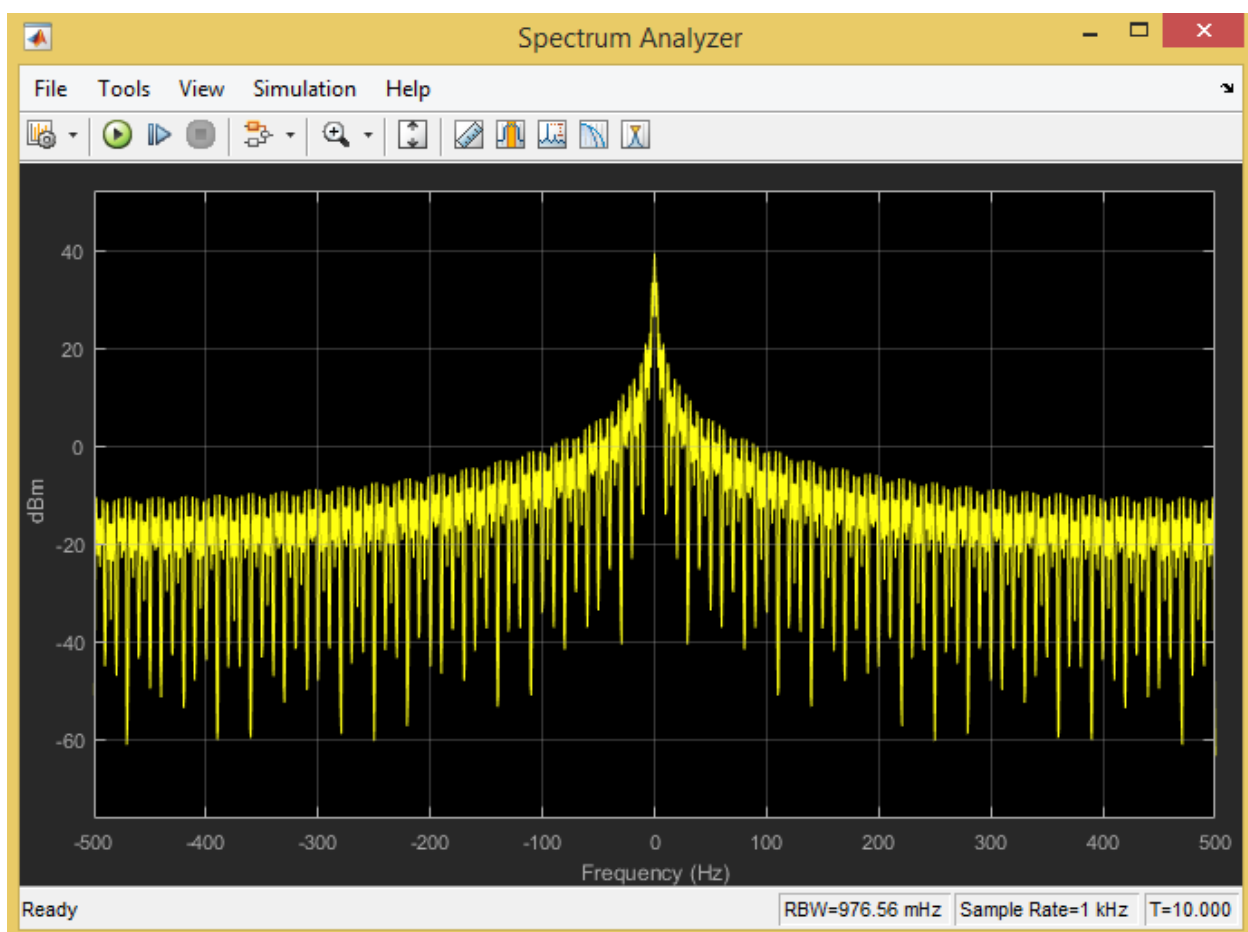 Spectrum Analyzer
File Tools View Simulation Help
40
20
0
-20
-40
-60
dBm
-500 -400 -300 -200 -100 0 100 200 300 400 500
Frequency (Hz)
Ready RBW=976.56 mHz Sample Rate=1 kHz T=10.000